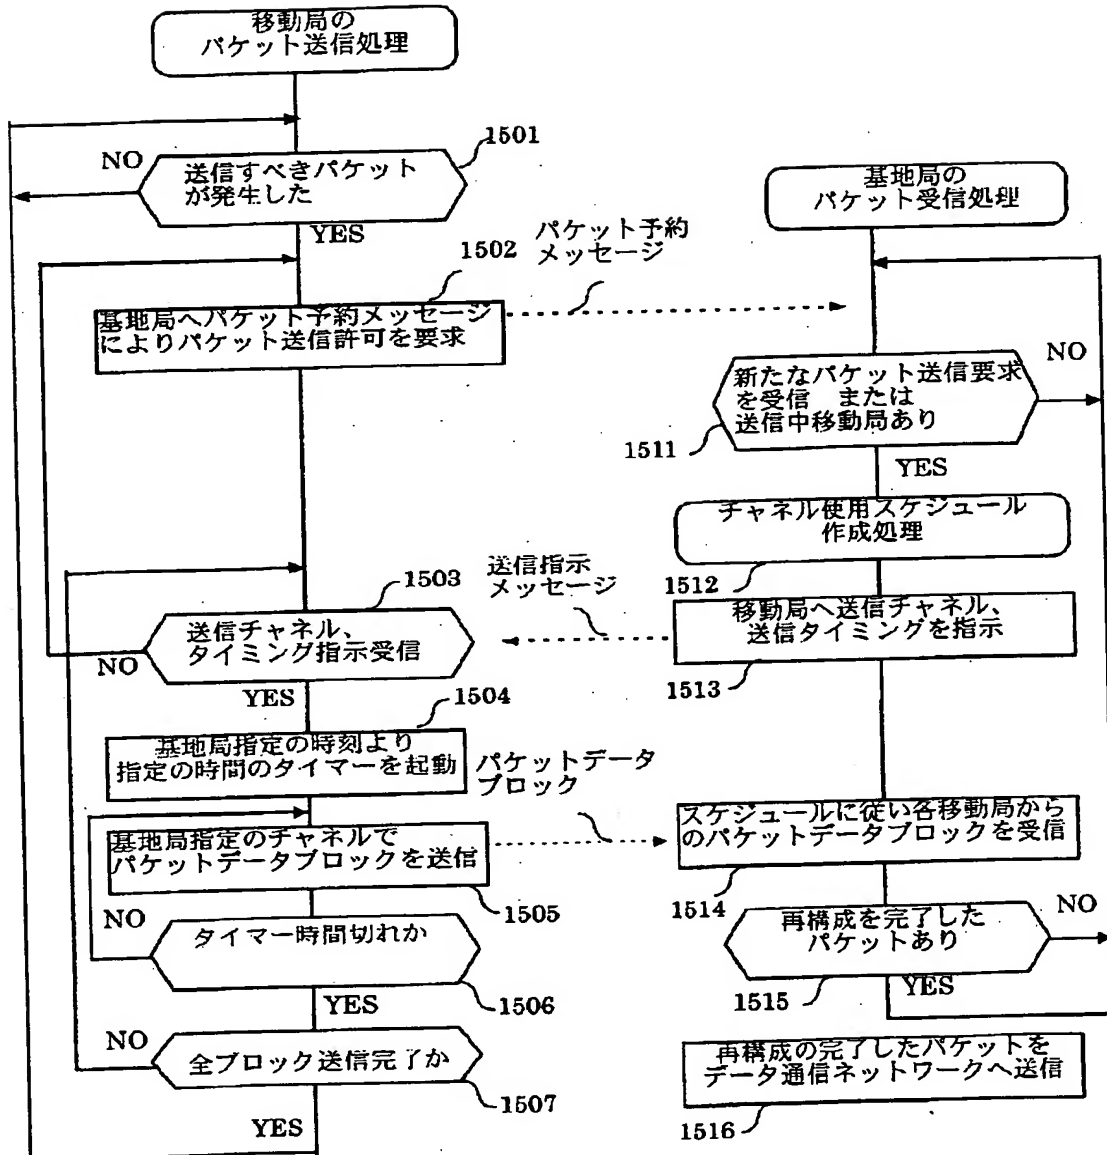 移動局の
パケット送信処理
1501
NO
送信すべきパケット
が発生した
YES
1502
パケット予約
メッセージ
基地局へパケット予約メッセージ
によりパケット送信許可を要求
1503
送信指示
メッセージ
送信チャネル、
タイミング指示受信
NO
YES
1504
基地局指定の時刻より
指定の時間のタイマーを起動
パケットデータ
ブロック
基地局指定のチャネルで
パケットデータブロックを送信
1505
NO
タイマー時間切れか
1506
YES
NO
全ブロック送信完了か
1507
YES
基地局の
パケット受信処理
NO
新たなパケット送信要求
を受信 または
送信中移動局あり
1511
YES
チャネル使用スケジュール
作成処理
1512
移動局へ送信チャネル、
送信タイミングを指示
1513
スケジュールに従い各移動局から
のパケットデータブロックを受信
1514
NO
再構成を完了した
パケットあり
1515
YES
再構成の完了したパケットを
データ通信ネットワークへ送信
1516